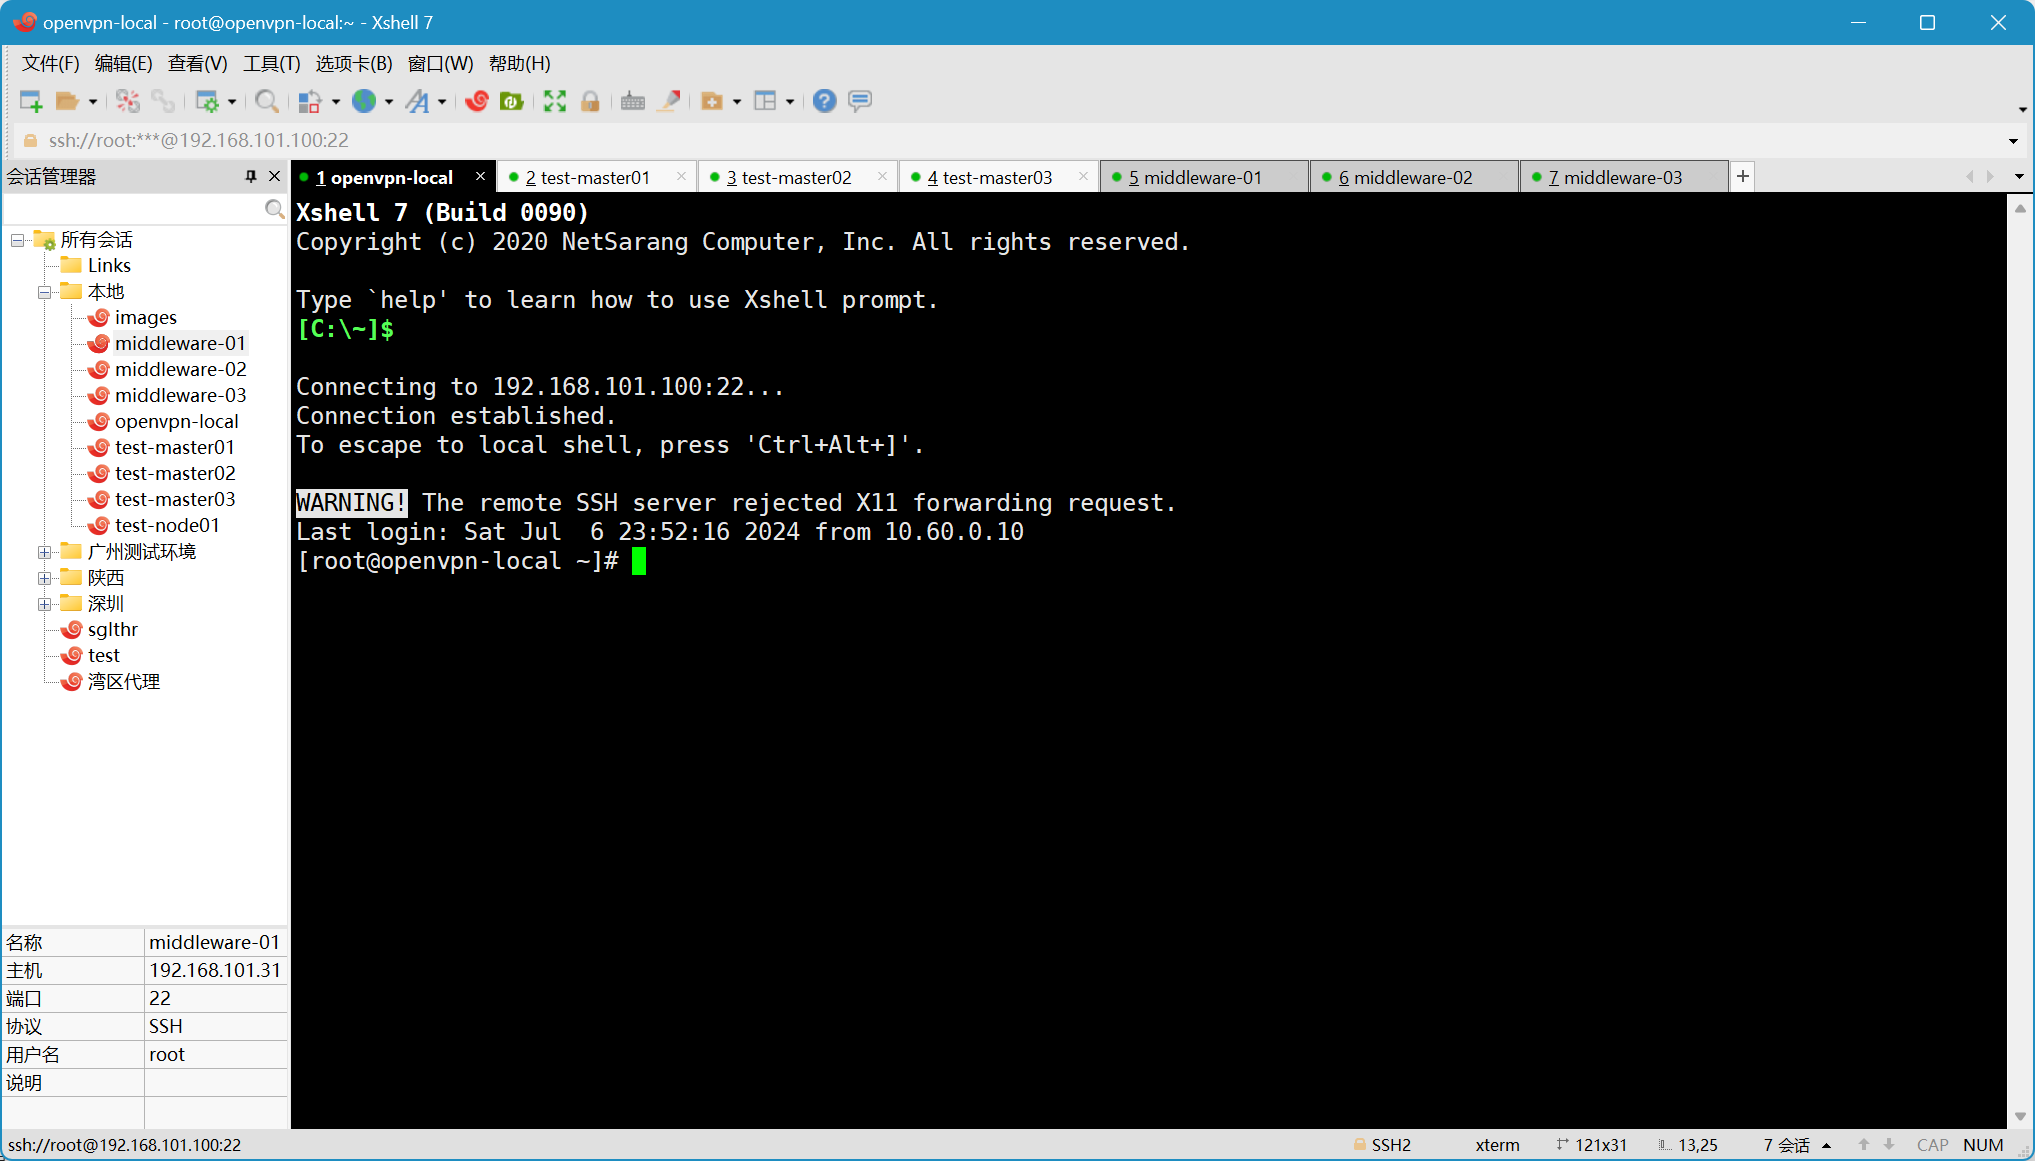 openvpn-local - root@openvpn-local:~ - Xshell 7
文件(F) 编辑(E) 查看(V) 工具(T) 选项卡(B) 窗口(W) 帮助(H)
ssh://root:***@192.168.101.100:22
会话管理器
1 openvpn-local
2 test-master01
3 test-master02
4 test-master03
5 middleware-01
6 middleware-02
7 middleware-03
所有会话
Links
本地
images
middleware-01
middleware-02
middleware-03
openvpn-local
test-master01
test-master02
test-master03
test-node01
广州测试环境
陕西
深圳
sglthr
test
湾区代理
Xshell 7 (Build 0090)
Copyright (c) 2020 NetSarang Computer, Inc. All rights reserved.
Type `help' to learn how to use Xshell prompt.
[C:\~]$
Connecting to 192.168.101.100:22...
Connection established.
To escape to local shell, press 'Ctrl+Alt+]'.
WARNING! The remote SSH server rejected X11 forwarding request.
Last login: Sat Jul  6 23:52:16 2024 from 10.60.0.10
[root@openvpn-local ~]#
名称 middleware-01
主机 192.168.101.31
端口 22
协议 SSH
用户名 root
说明
ssh://root@192.168.101.100:22
SSH2 xterm 121x31 13,25 7 会话 CAP NUM